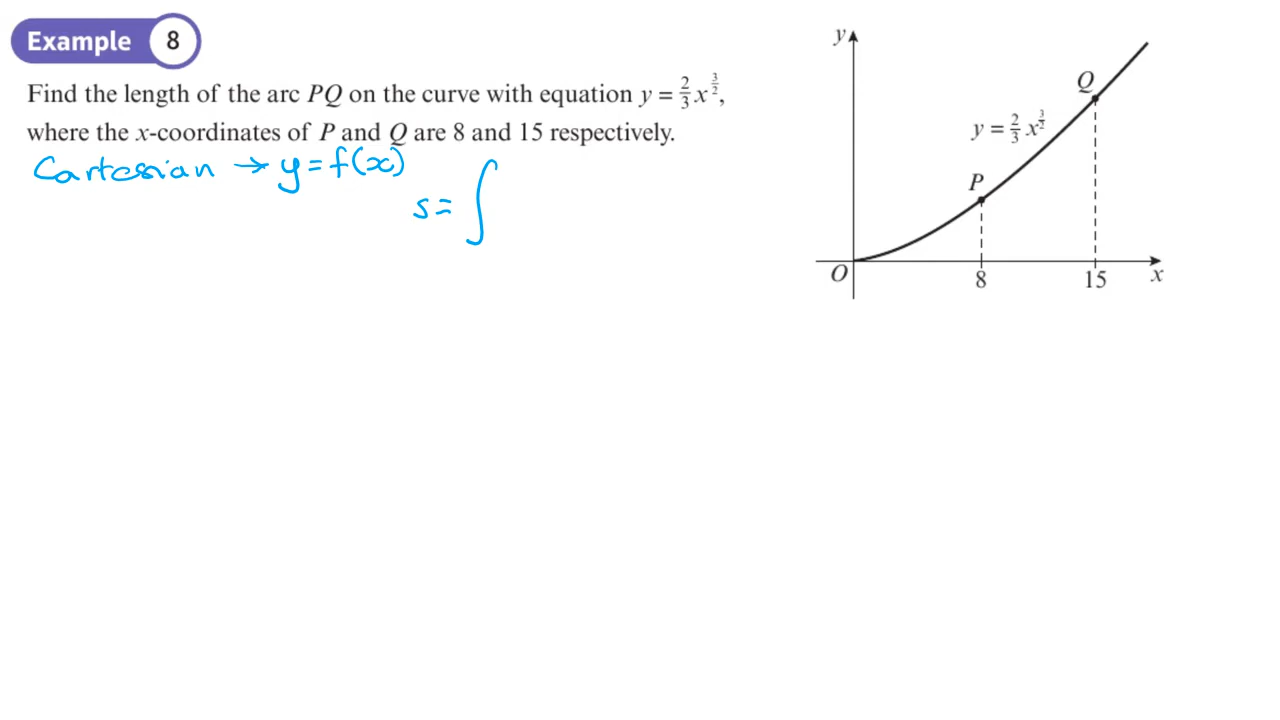 Example 8
Find the length of the arc PQ on the curve with equation y = 2/3 x^(3/2),
where the x-coordinates of P and Q are 8 and 15 respectively.
Cartesian → y = f(x)
s = ∫
y
Q
y = 2/3 x^(3/2)
P
O
8
15
x